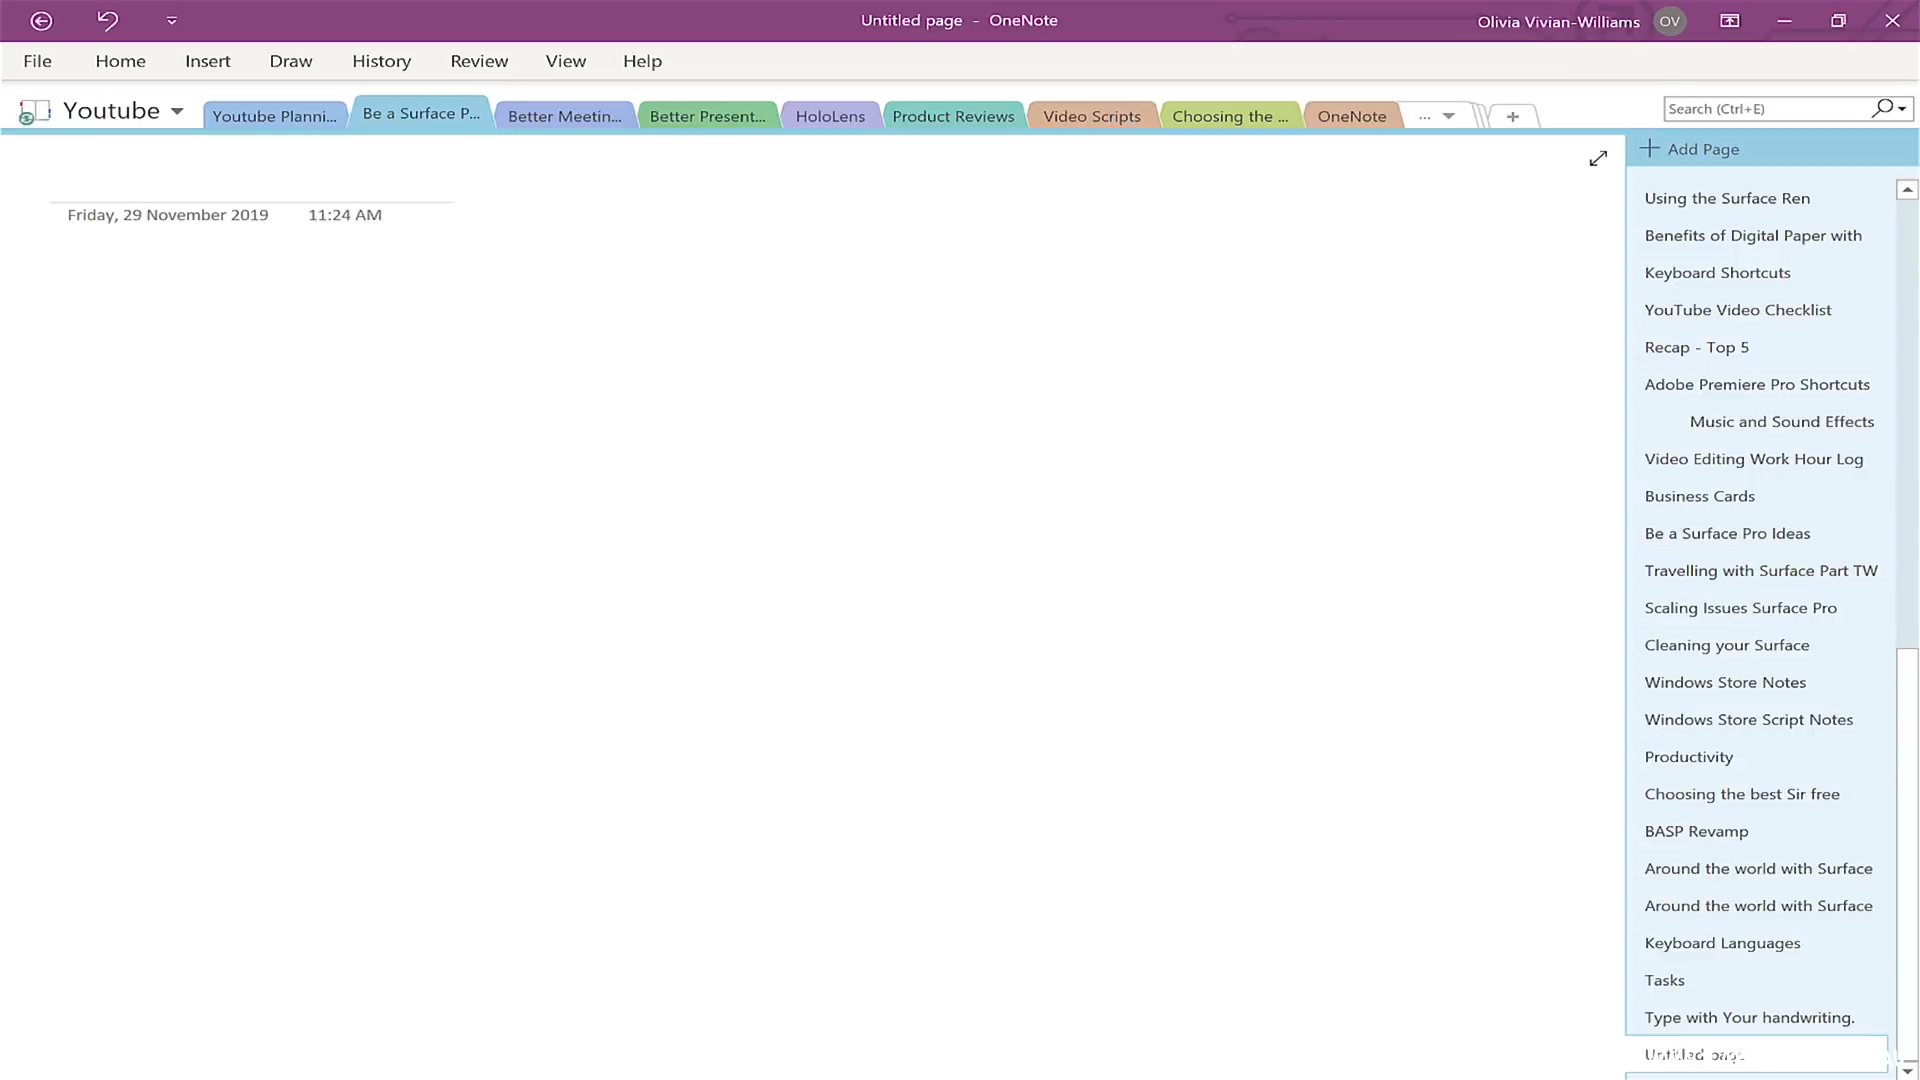 Untitled page - OneNote
Olivia Vivian-Williams OV
File Home Insert Draw History Review View Help
Youtube
Youtube Planni... Be a Surface P... Better Meetin... Better Present... HoloLens Product Reviews Video Scripts Choosing the ... OneNote ...
Search (Ctrl+E)
Add Page
Friday, 29 November 2019 11:24 AM
Using the Surface Ren
Benefits of Digital Paper with
Keyboard Shortcuts
YouTube Video Checklist
Recap - Top 5
Adobe Premiere Pro Shortcuts
Music and Sound Effects
Video Editing Work Hour Log
Business Cards
Be a Surface Pro Ideas
Travelling with Surface Part TW
Scaling Issues Surface Pro
Cleaning your Surface
Windows Store Notes
Windows Store Script Notes
Productivity
Choosing the best Sir free
BASP Revamp
Around the world with Surface
Around the world with Surface
Keyboard Languages
Tasks
Type with Your handwriting.
Untitled page